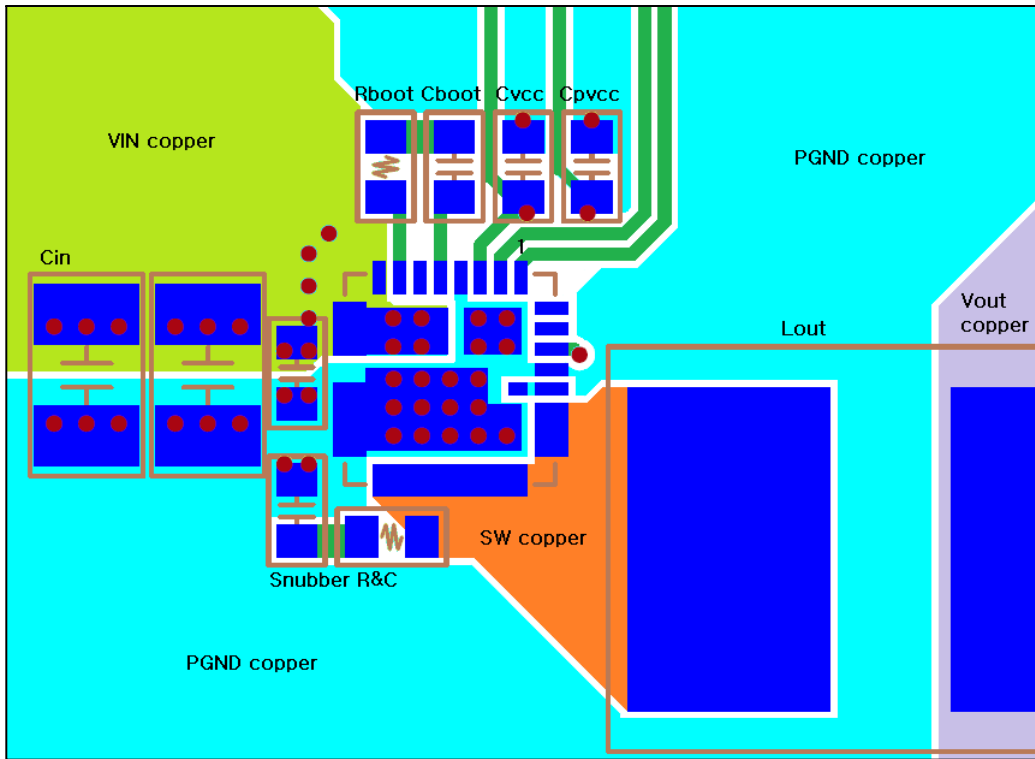 Rboot Cboot Cvcc Cpvcc
VIN copper
PGND copper
1
Cin
Vout
copper
Lout
SW copper
Snubber R&C
PGND copper